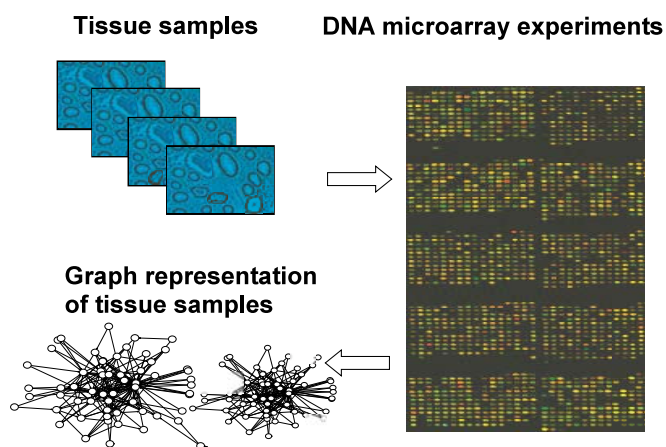 Tissue samples
DNA microarray experiments
Graph representation
of tissue samples